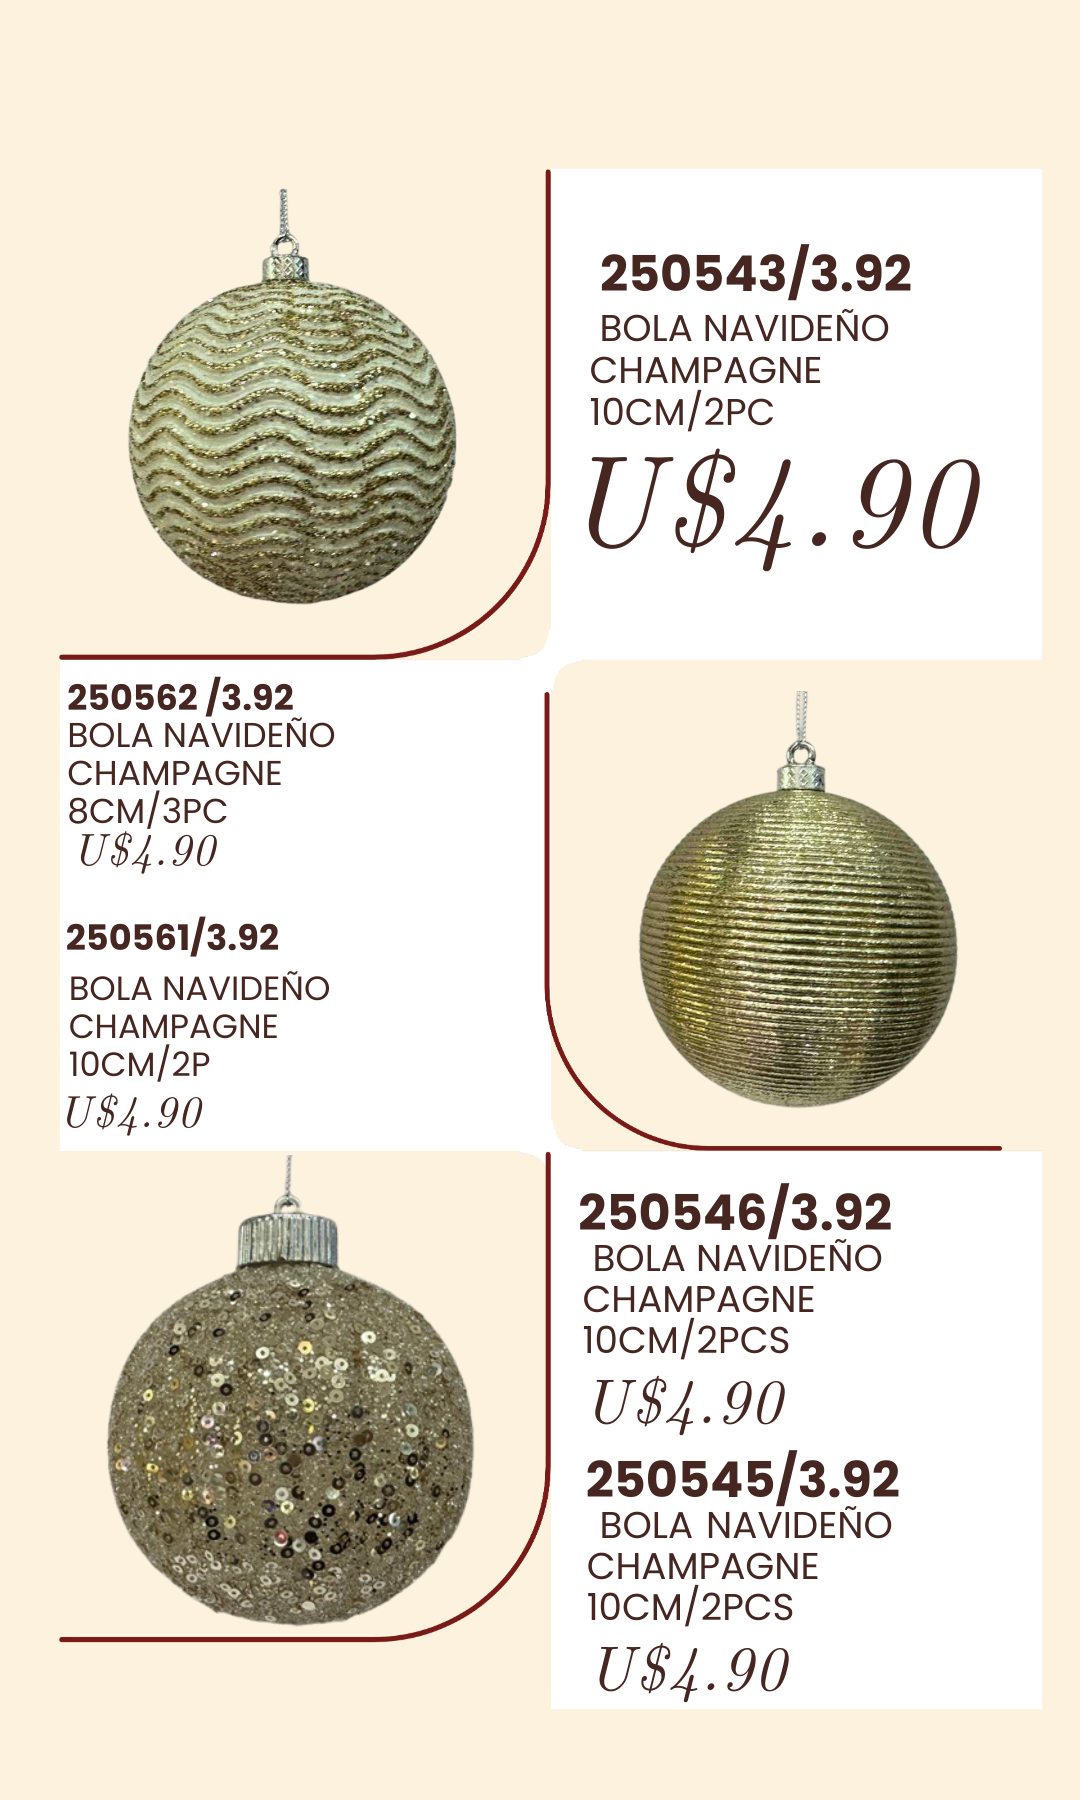 250543/3.92
BOLA NAVIDEÑO
CHAMPAGNE
10CM/2PC
U$4.90
250562 /3.92
BOLA NAVIDEÑO
CHAMPAGNE
8CM/3PC
U$4.90
250561/3.92
BOLA NAVIDEÑO
CHAMPAGNE
10CM/2P
U$4.90
250546/3.92
BOLA NAVIDEÑO
CHAMPAGNE
10CM/2PCS
U$4.90
250545/3.92
BOLA NAVIDEÑO
CHAMPAGNE
10CM/2PCS
U$4.90